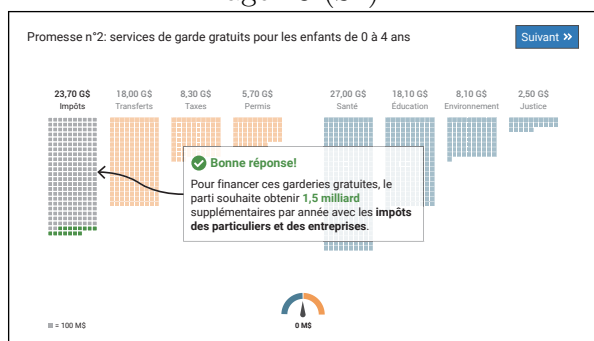 Promesse n°2: services de garde gratuits pour les enfants de 0 à 4 ans
Suivant »
23,70 G$ 18,00 G$ 8,30 G$ 5,70 G$ 27,00 G$ 18,10 G$ 8,10 G$ 2,50 G$
Impôts Transferts Taxes Permis Santé Éducation Environnement Justice
Bonne réponse!
Pour financer ces garderies gratuites, le
parti souhaite obtenir 1,5 milliard
supplémentaires par année avec les impôts
des particuliers et des entreprises.
= 100 M$
0 M$